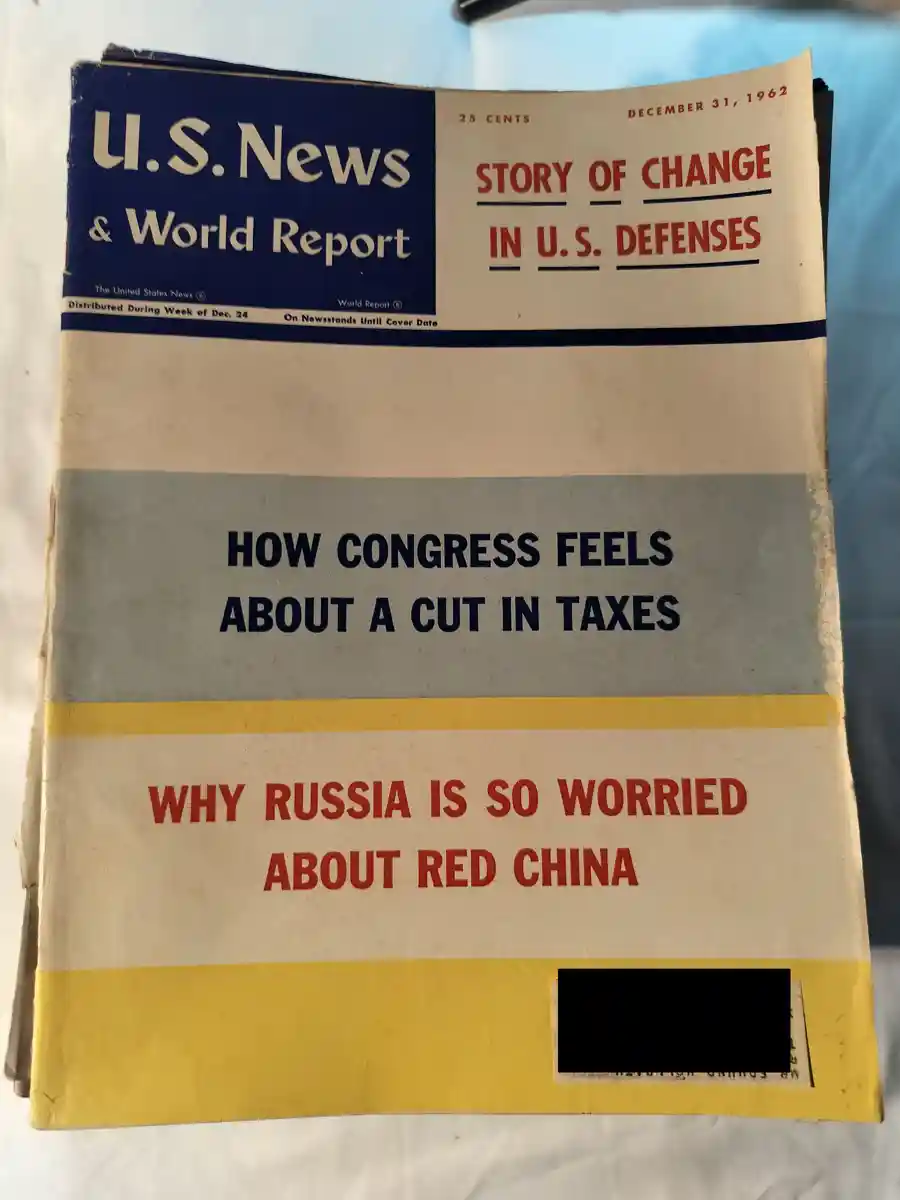 U.S. News
& World Report
The United States News ®
World Report ®
Distributed During Week of Dec. 24
On Newsstands Until Cover Date
25 CENTS
DECEMBER 31, 1962
STORY OF CHANGE
IN U.S. DEFENSES
HOW CONGRESS FEELS
ABOUT A CUT IN TAXES
WHY RUSSIA IS SO WORRIED
ABOUT RED CHINA